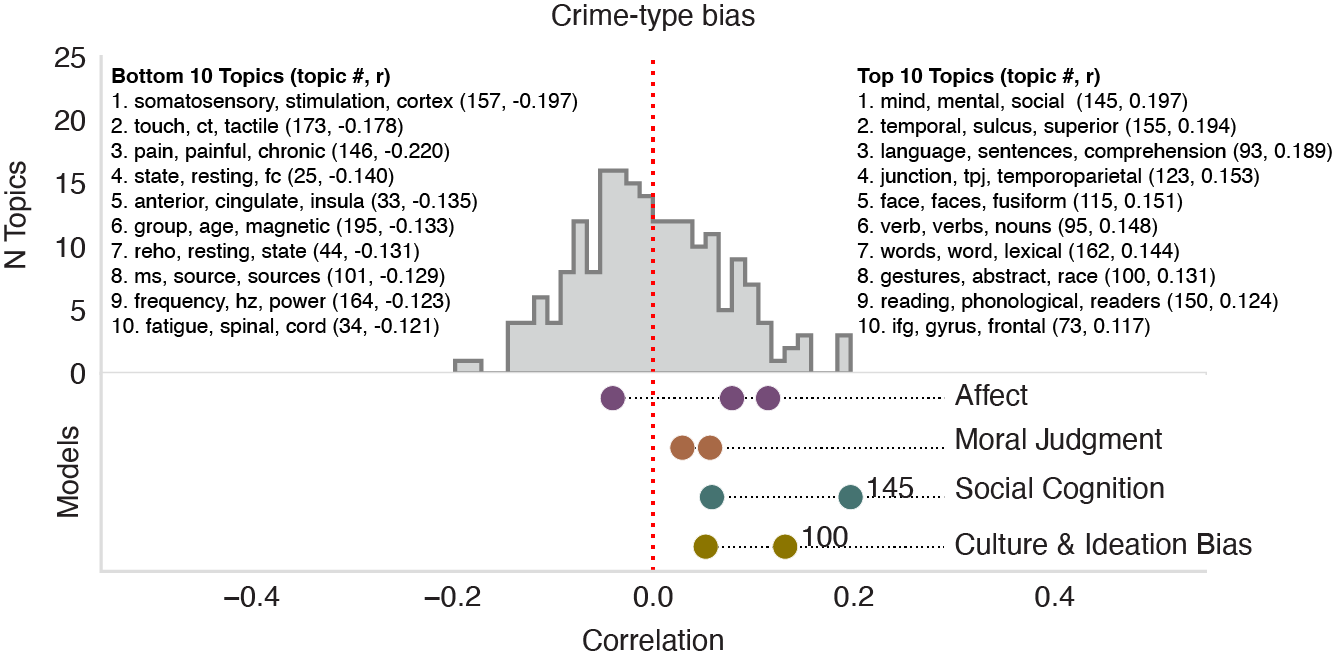 Crime-type bias
25
20
15
10
5
0
N Topics
Bottom 10 Topics (topic #, r)
1. somatosensory, stimulation, cortex (157, -0.197)
2. touch, ct, tactile (173, -0.178)
3. pain, painful, chronic (146, -0.220)
4. state, resting, fc (25, -0.140)
5. anterior, cingulate, insula (33, -0.135)
6. group, age, magnetic (195, -0.133)
7. reho, resting, state (44, -0.131)
8. ms, source, sources (101, -0.129)
9. frequency, hz, power (164, -0.123)
10. fatigue, spinal, cord (34, -0.121)
Top 10 Topics (topic #, r)
1. mind, mental, social (145, 0.197)
2. temporal, sulcus, superior (155, 0.194)
3. language, sentences, comprehension (93, 0.189)
4. junction, tpj, temporoparietal (123, 0.153)
5. face, faces, fusiform (115, 0.151)
6. verb, verbs, nouns (95, 0.148)
7. words, word, lexical (162, 0.144)
8. gestures, abstract, race (100, 0.131)
9. reading, phonological, readers (150, 0.124)
10. ifg, gyrus, frontal (73, 0.117)
Models
Affect
Moral Judgment
145 Social Cognition
100 Culture & Ideation Bias
−0.4 −0.2 0.0 0.2 0.4
Correlation